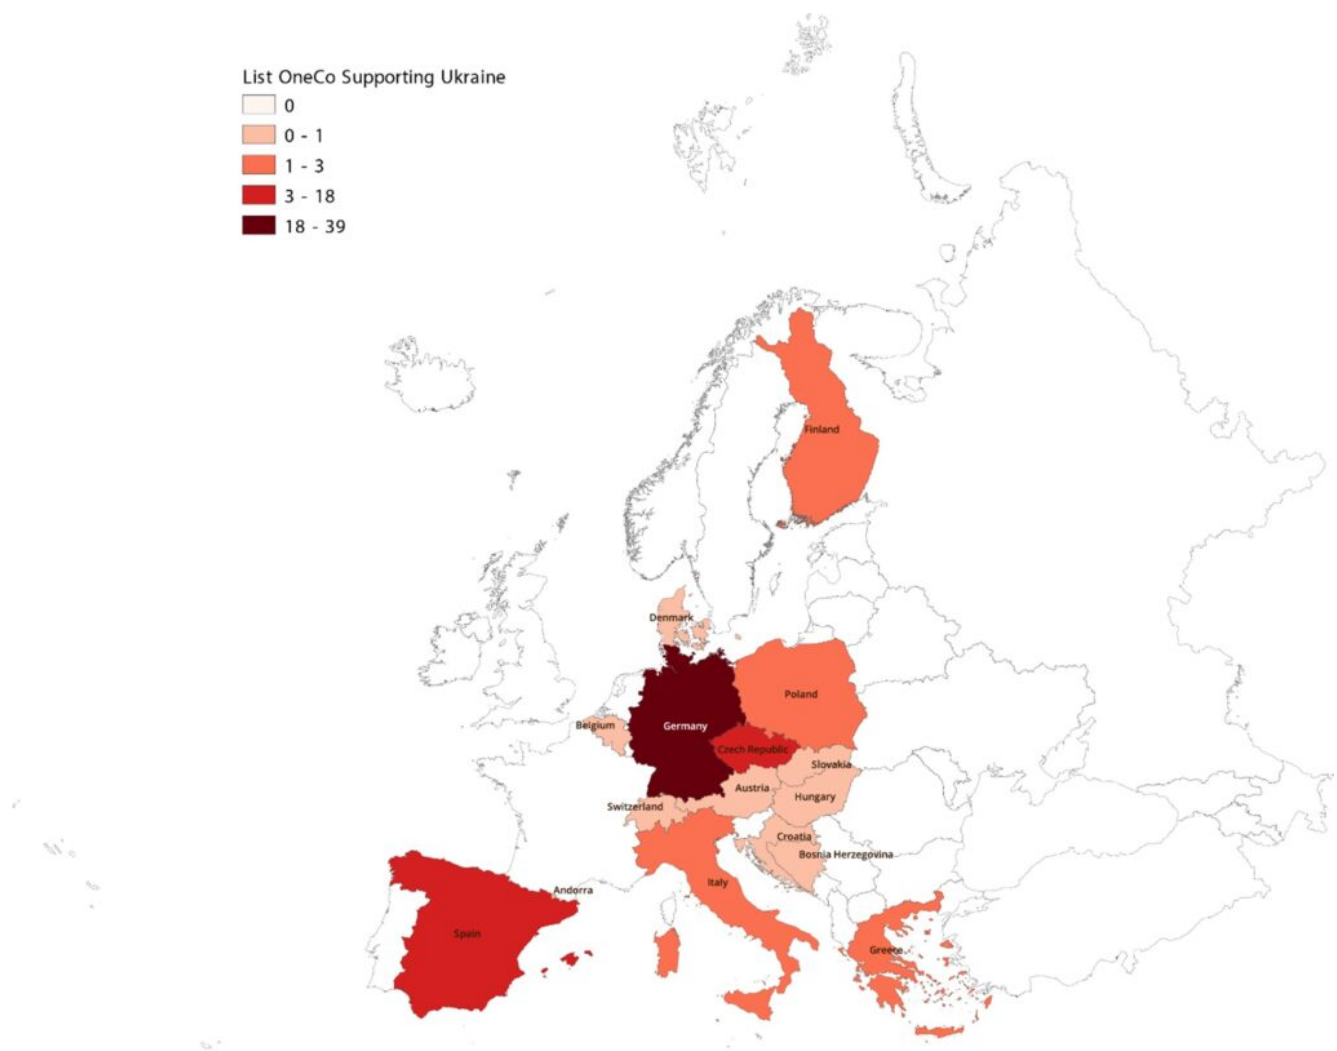 List OneCo Supporting Ukraine
0
0 - 1
1 - 3
3 - 18
18 - 39
Finland
Denmark
Poland
Belgium
Germany
Czech Republic
Slovakia
Austria
Hungary
Switzerland
Croatia
Bosnia Herzegovina
Italy
Andorra
Spain
Greece